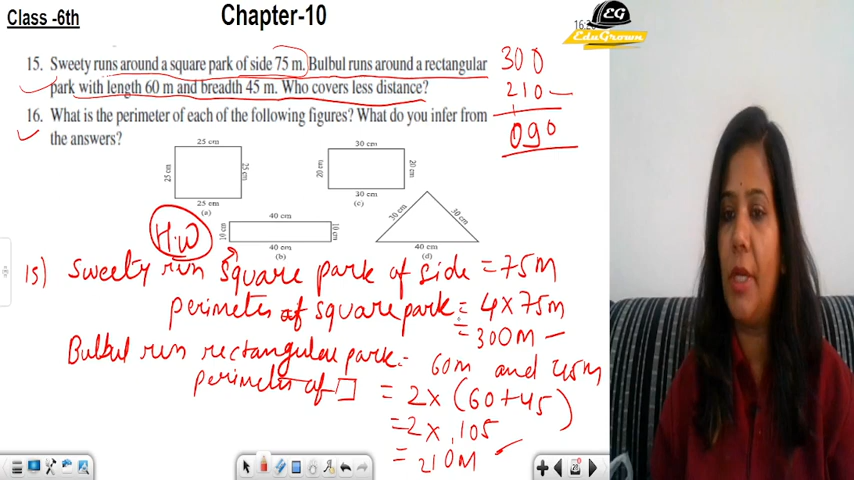 Class -6th
Chapter-10
16:
EG
EduGrown
15. Sweety runs around a square park of side 75 m. Bulbul runs around a rectangular
park with length 60 m and breadth 45 m. Who covers less distance?
16. What is the perimeter of each of the following figures? What do you infer from
the answers?
300
210
090
25 cm
25 cm
25 cm
25 cm
(a)
30 cm
20 cm
20 cm
30 cm
(c)
40 cm
10 cm
10 cm
40 cm
(b)
30 cm
30 cm
40 cm
(d)
H.W
15) Sweety run square park of side = 75M
perimeter of square park = 4 x 75m
= 300M
Bulbul run rectangular park = 60m and 45M
perimeter of □ = 2x (60+45)
= 2 x 105
= 210M